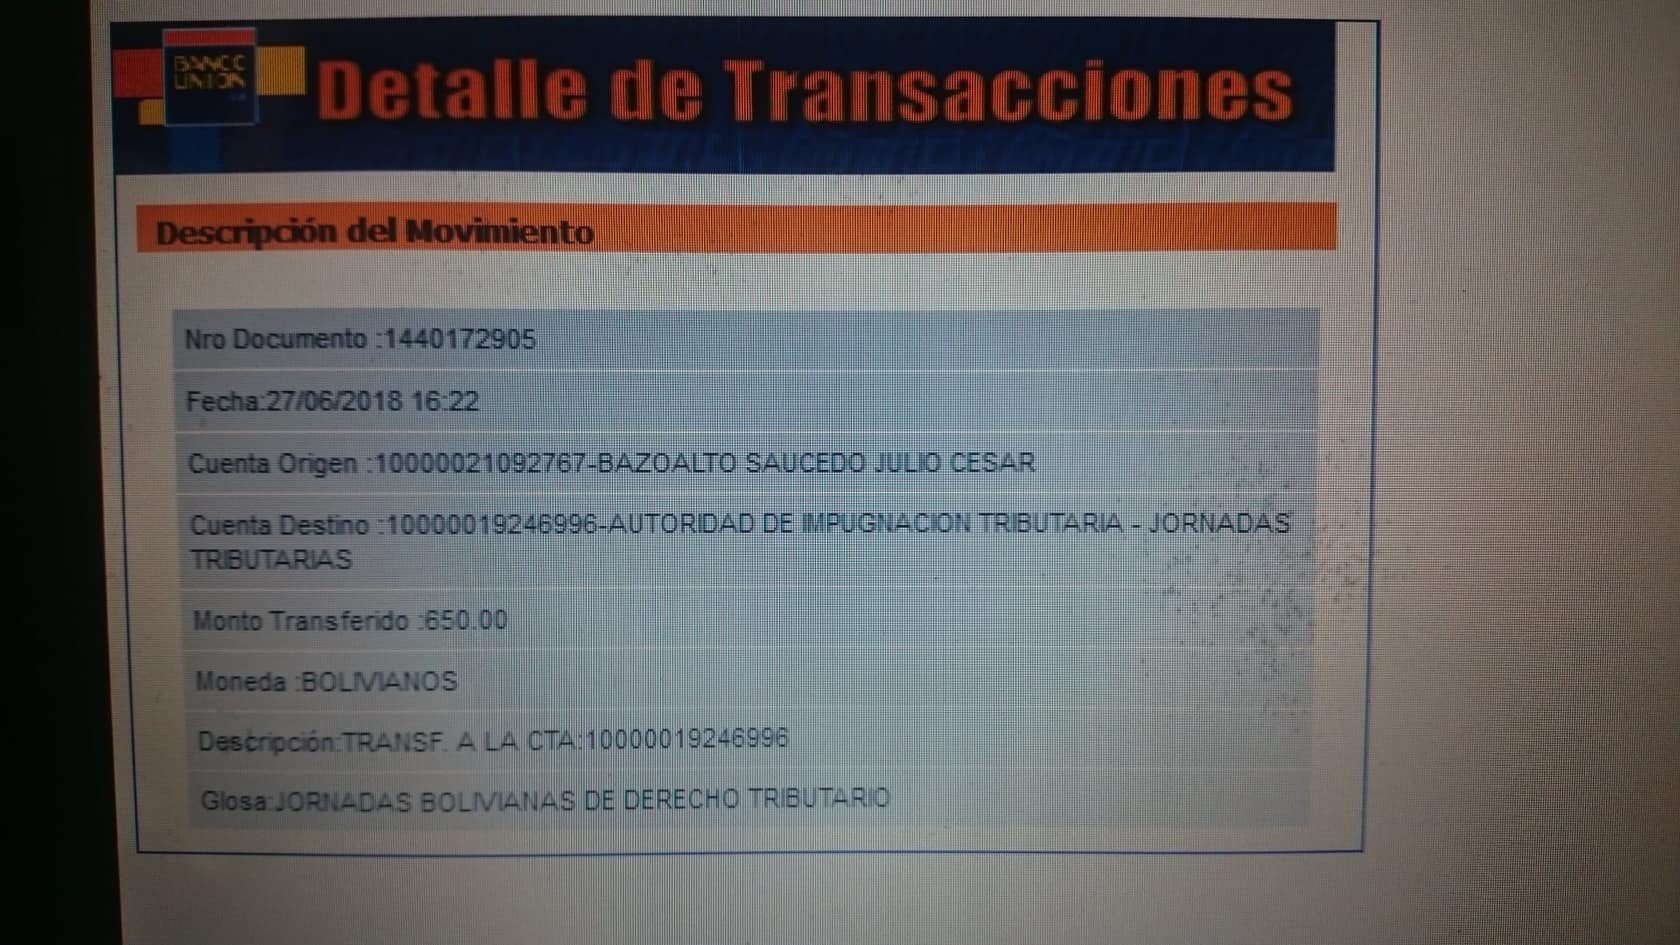 BANCO
UNION
Detalle de Transacciones
Descripción del Movimiento
Nro Documento :1440172905
Fecha:27/06/2018 16:22
Cuenta Origen :10000021092767-BAZOALTO SAUCEDO JULIO CESAR
Cuenta Destino :10000019246996-AUTORIDAD DE IMPUGNACION TRIBUTARIA - JORNADAS
TRIBUTARIAS
Monto Transferido :650.00
Moneda :BOLIVIANOS
Descripción:TRANSF. A LA CTA:10000019246996
Glosa:JORNADAS BOLIVIANAS DE DERECHO TRIBUTARIO